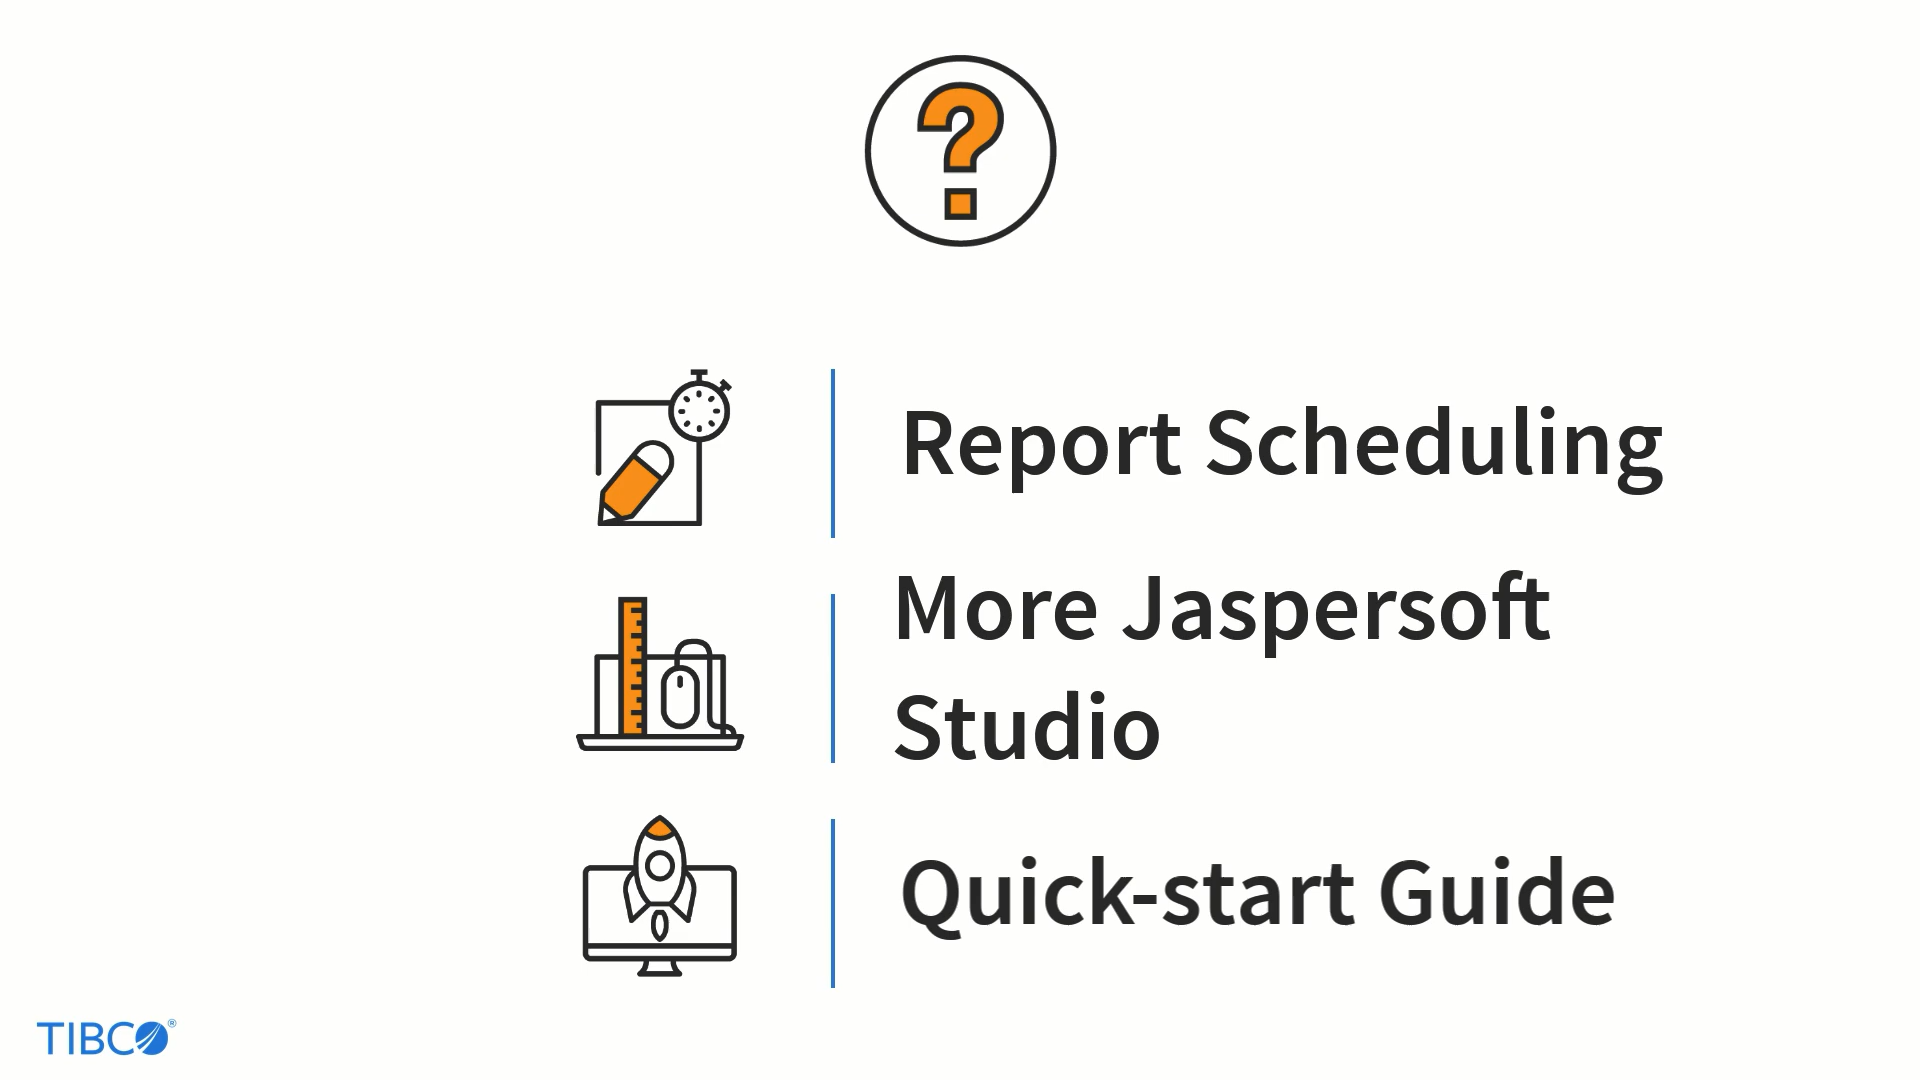 ?
Report Scheduling
More Jaspersoft
Studio
Quick-start Guide
TIBCO®